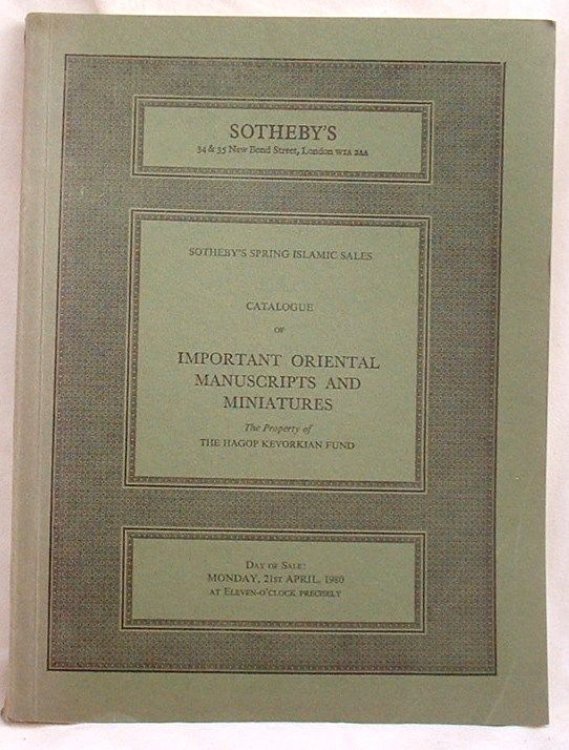 SOTHEBY'S
34 & 35 New Bond Street, London W1A 2AA
SOTHEBY'S SPRING ISLAMIC SALES
CATALOGUE
OF
IMPORTANT ORIENTAL
MANUSCRIPTS AND
MINIATURES
The Property of
THE HAGOP KEVORKIAN FUND
DAY OF SALE:
MONDAY, 21ST APRIL, 1980
AT ELEVEN-O'CLOCK PRECISELY